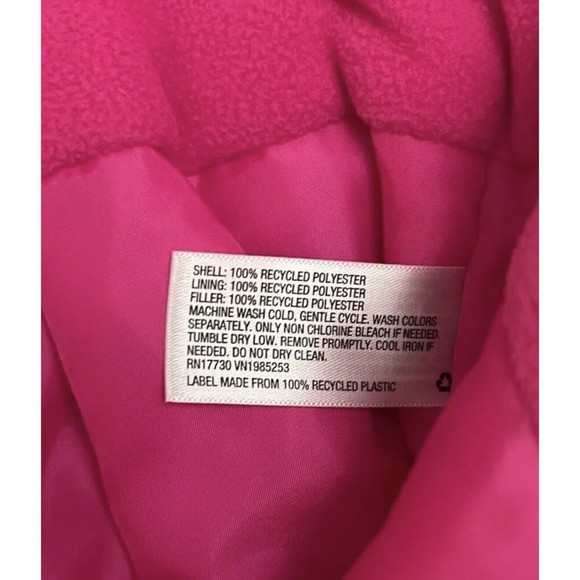 SHELL: 100% RECYCLED POLYESTER
LINING: 100% RECYCLED POLYESTER
FILLER: 100% RECYCLED POLYESTER
MACHINE WASH COLD, GENTLE CYCLE. WASH COLORS
SEPARATELY. ONLY NON CHLORINE BLEACH IF NEEDED.
TUMBLE DRY LOW. REMOVE PROMPTLY. COOL IRON IF
NEEDED. DO NOT DRY CLEAN.
RN17730 VN1985253
LABEL MADE FROM 100% RECYCLED PLASTIC